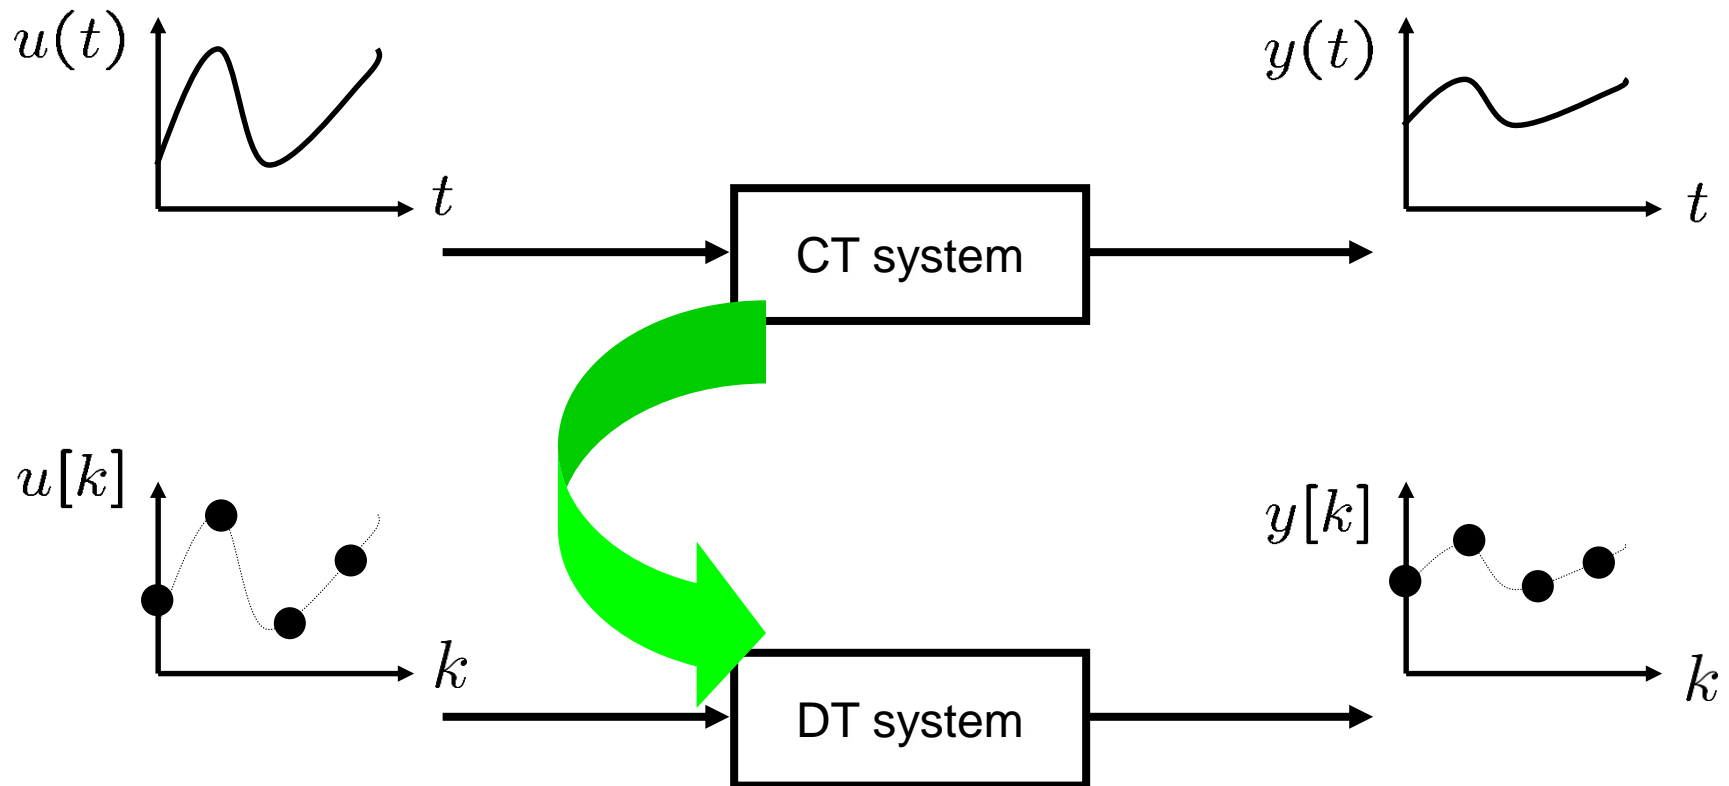 u(t)
t
CT system
y(t)
t
u[k]
k
DT system
y[k]
k